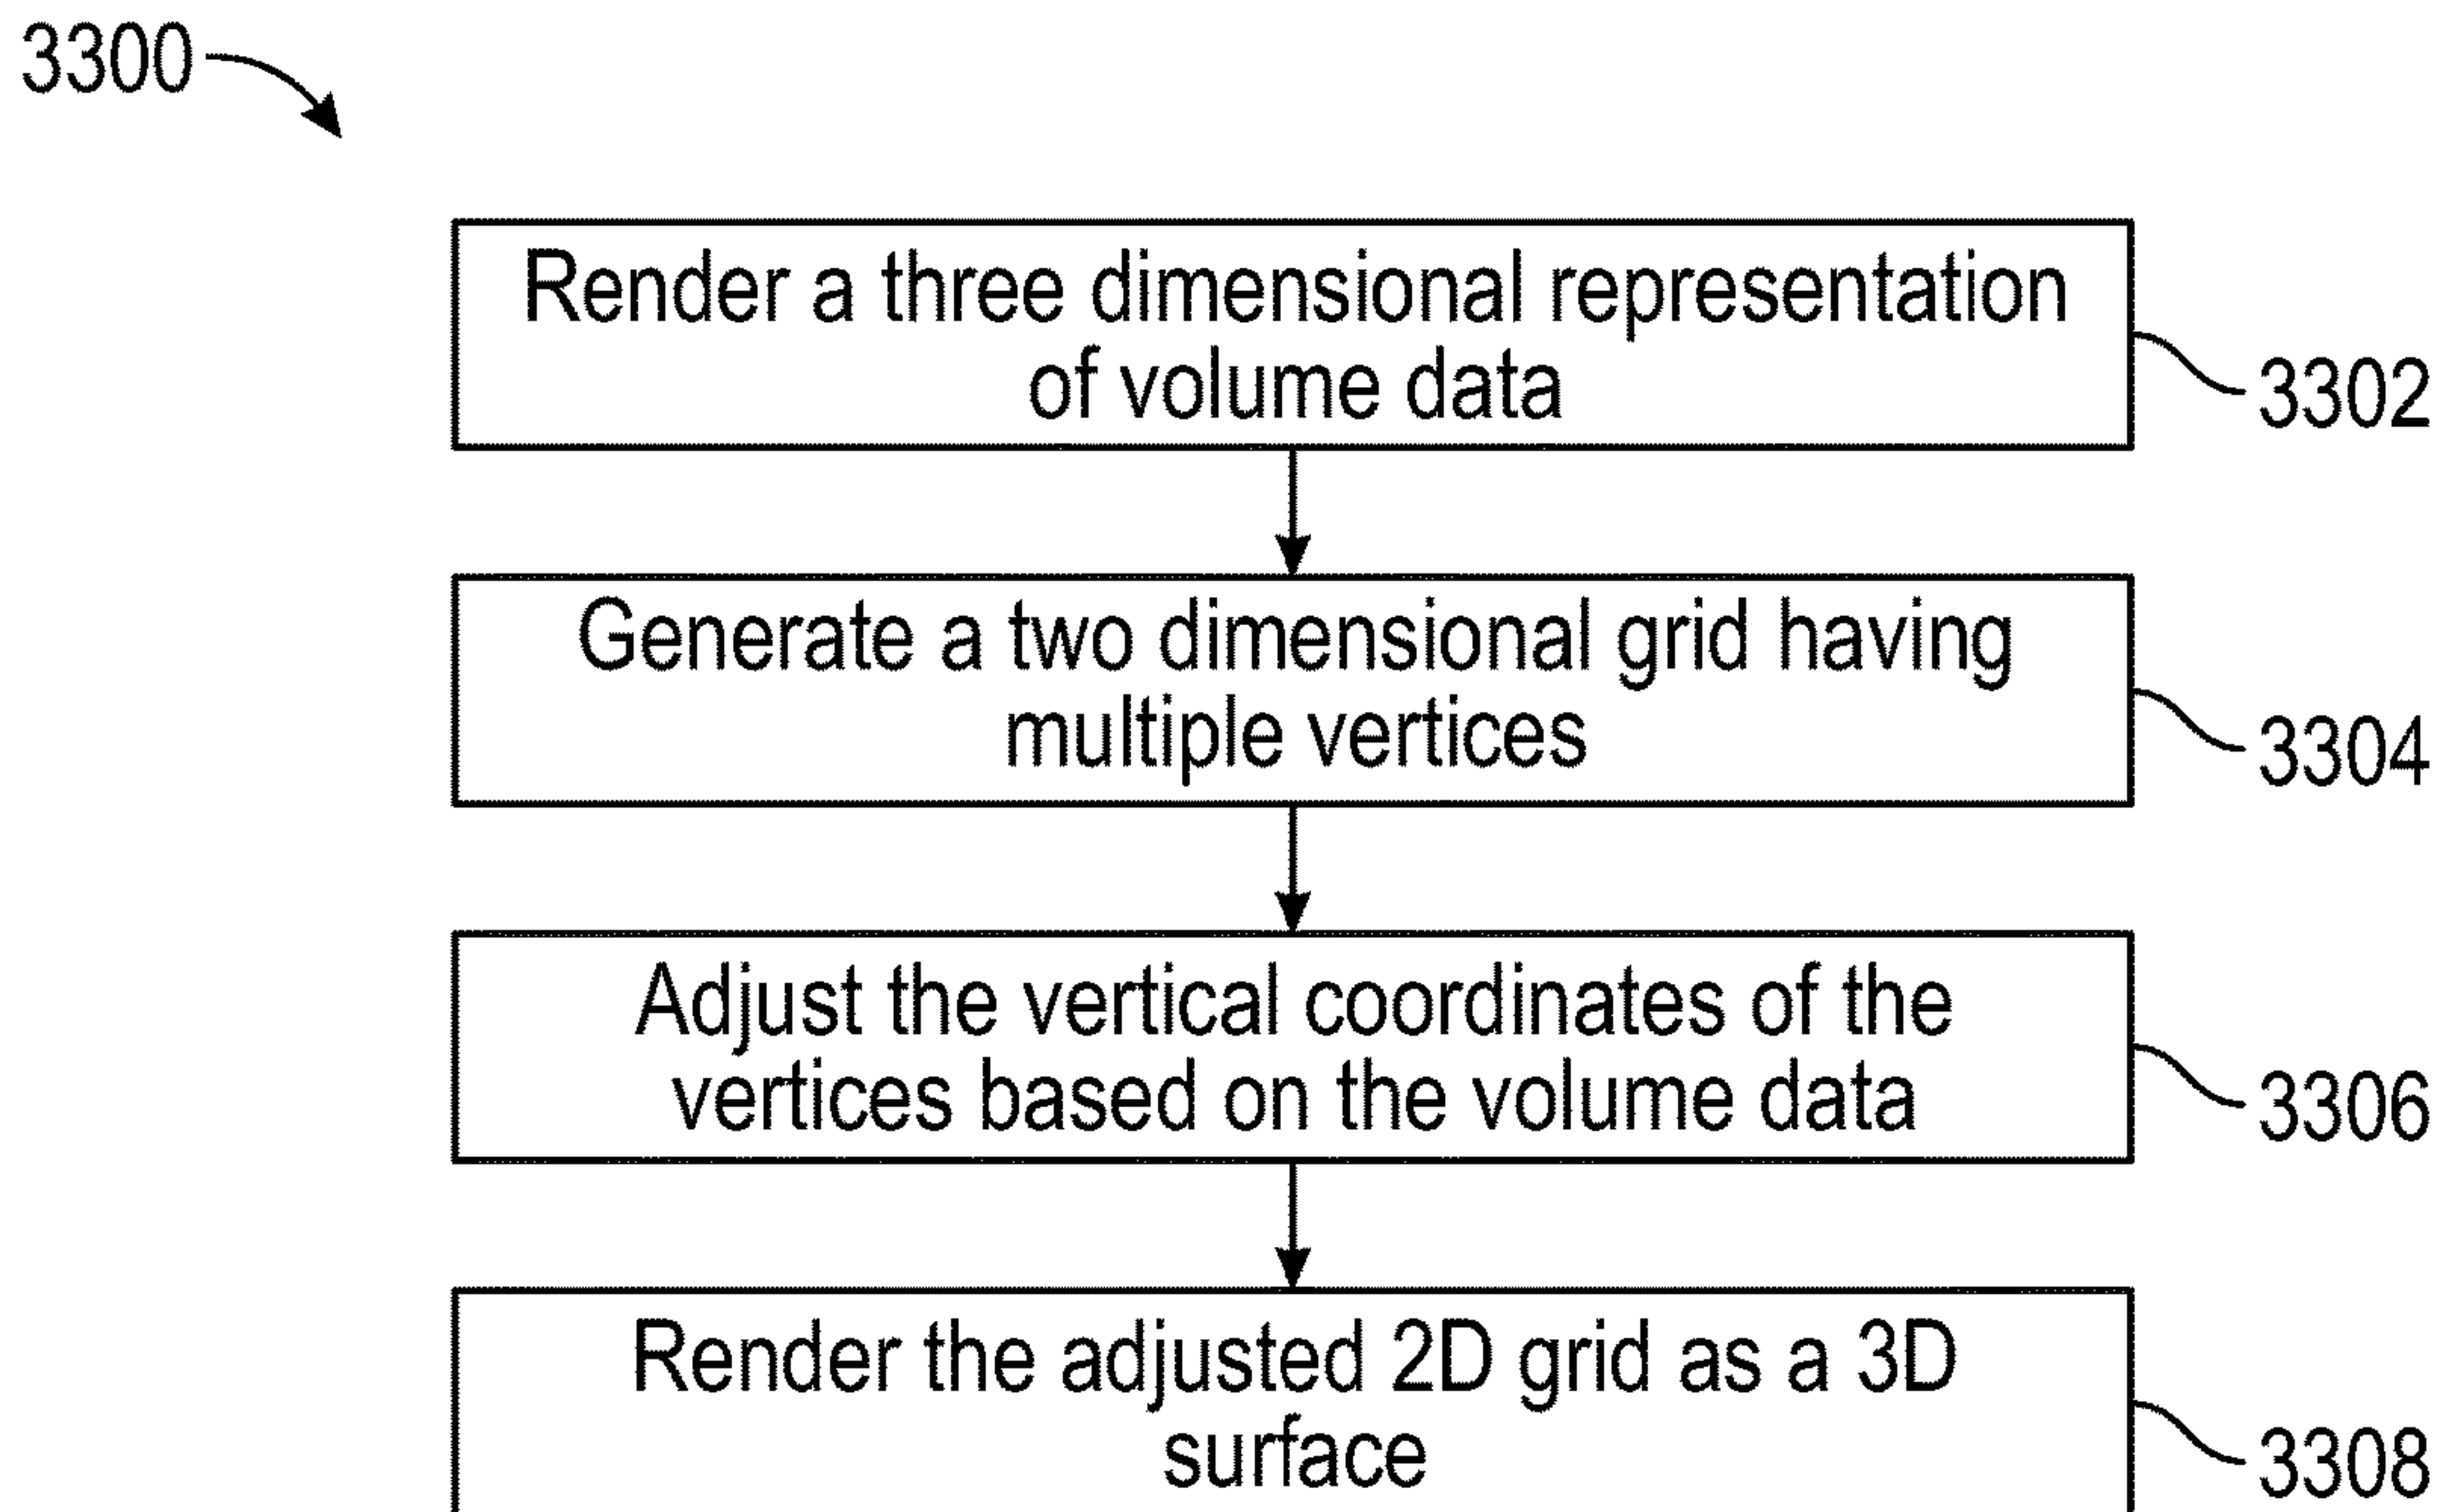 3300
Render a three dimensional representation
of volume data
3302
Generate a two dimensional grid having
multiple vertices
3304
Adjust the vertical coordinates of the
vertices based on the volume data
3306
Render the adjusted 2D grid as a 3D
surface
3308